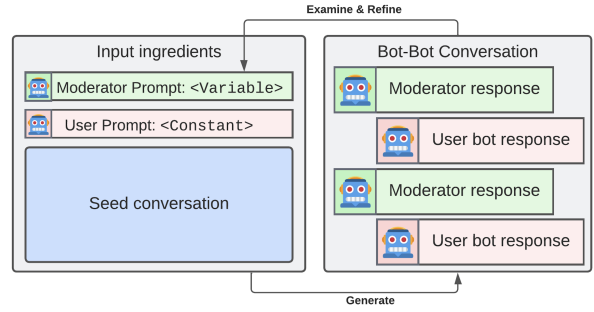 Examine & Refine
Input ingredients
Moderator Prompt: <Variable>
User Prompt: <Constant>
Seed conversation
Bot-Bot Conversation
Moderator response
User bot response
Moderator response
User bot response
Generate